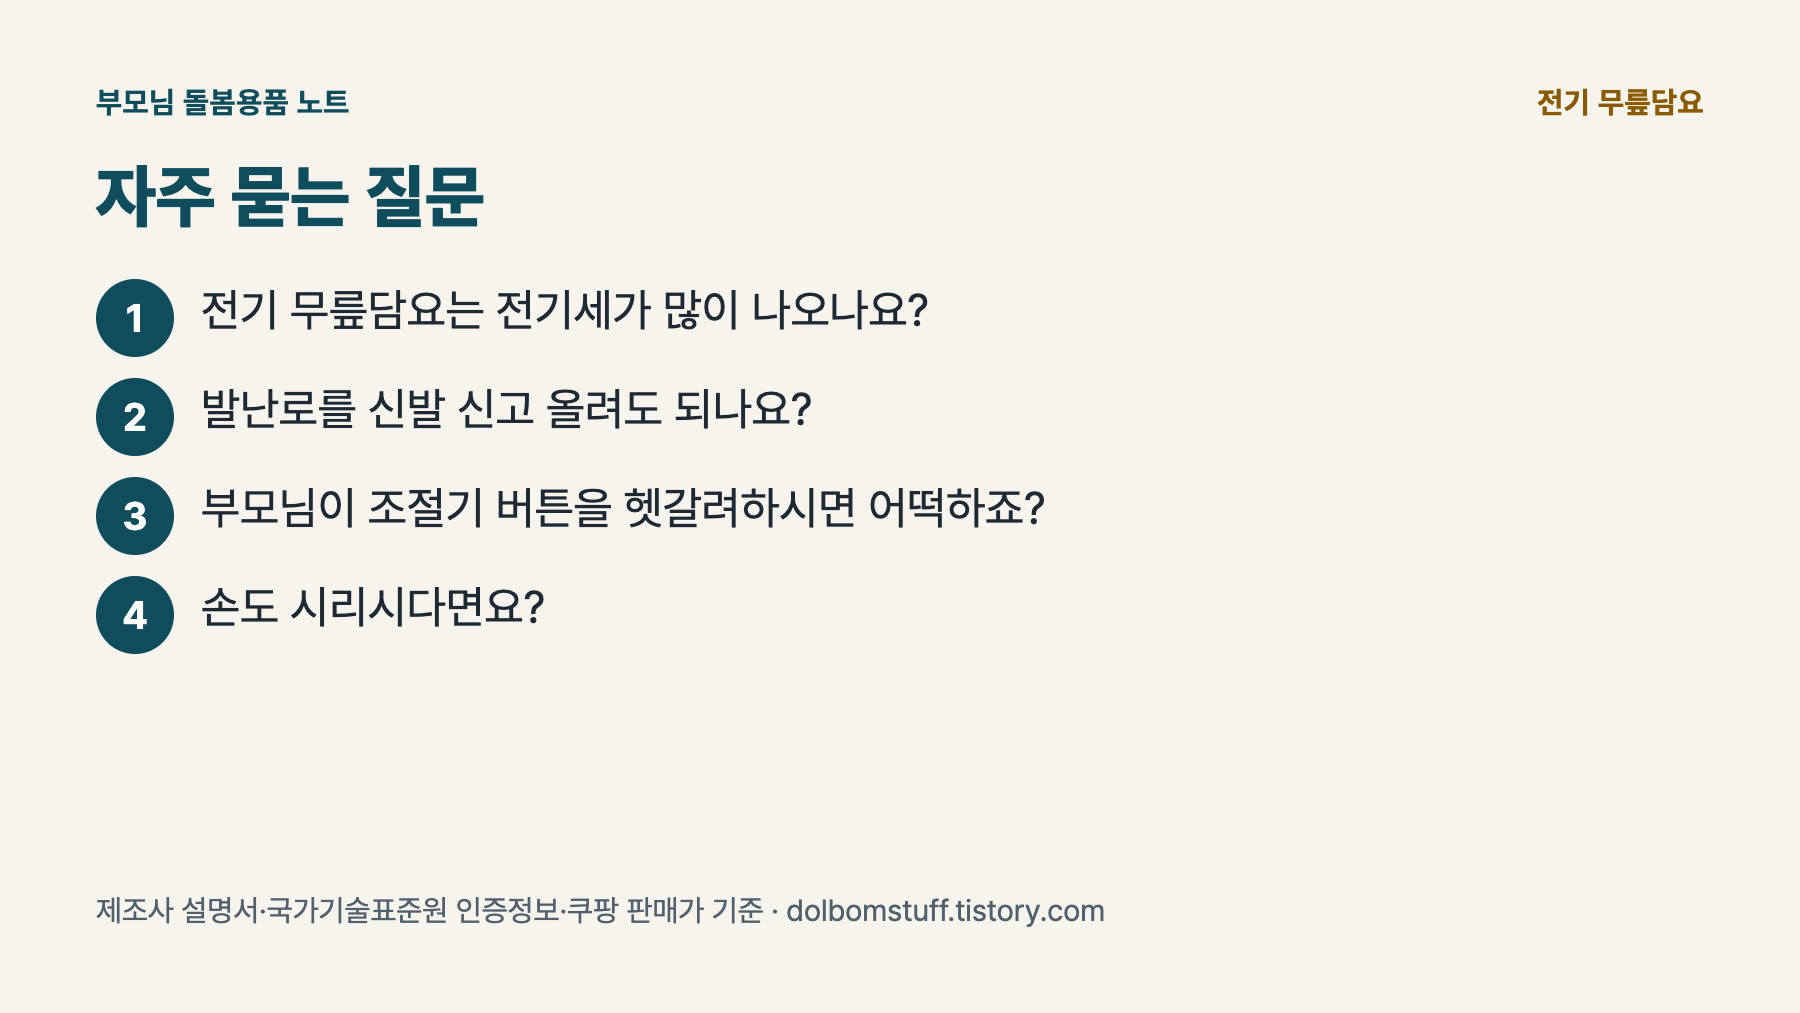 부모님 돌봄용품 노트
전기 무릎담요
자주 묻는 질문
1 전기 무릎담요는 전기세가 많이 나오나요?
2 발난로를 신발 신고 올려도 되나요?
3 부모님이 조절기 버튼을 헷갈려하시면 어떡하죠?
4 손도 시리시다면요?
제조사 설명서·국가기술표준원 인증정보·쿠팡 판매가 기준 · dolbomstuff.tistory.com